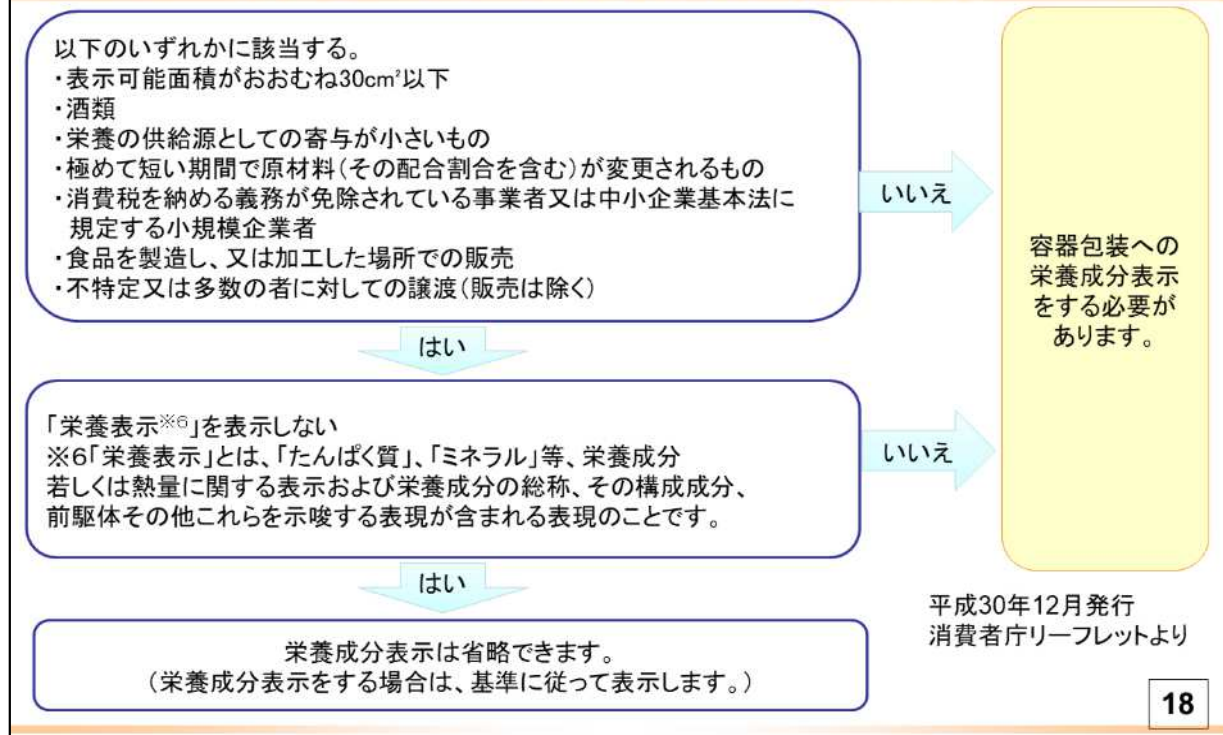 以下のいずれかに該当する。
・表示可能面積がおおむね30cm²以下
・酒類
・栄養の供給源としての寄与が小さいもの
・極めて短い期間で原材料(その配合割合を含む)が変更されるもの
・消費税を納める義務が免除されている事業者又は中小企業基本法に
規定する小規模企業者
・食品を製造し、又は加工した場所での販売
・不特定又は多数の者に対しての譲渡(販売は除く)
いいえ
容器包装への
栄養成分表示
をする必要が
あります。
はい
「栄養表示※6」を表示しない
※6「栄養表示」とは、「たんぱく質」、「ミネラル」等、栄養成分
若しくは熱量に関する表示および栄養成分の総称、その構成成分、
前駆体その他これらを示唆する表現が含まれる表現のことです。
いいえ
はい
栄養成分表示は省略できます。
(栄養成分表示をする場合は、基準に従って表示します。)
平成30年12月発行
消費者庁リーフレットより
18